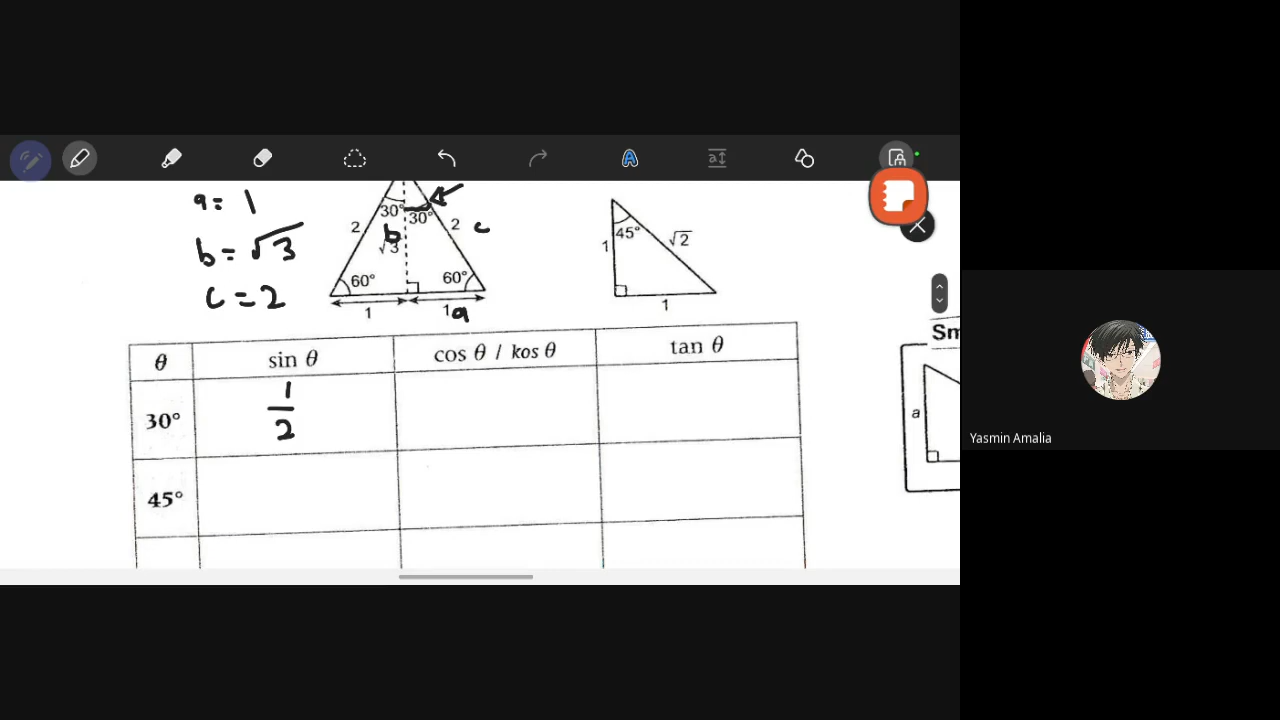 a = 1
b = √3
c = 2
30° 30°
2 b 2 c
√3
60° 60°
1 1 a
45°
1 √2
1
Sm
a
θ sin θ cos θ / kos θ tan θ
30° 1/2
45°
Yasmin Amalia